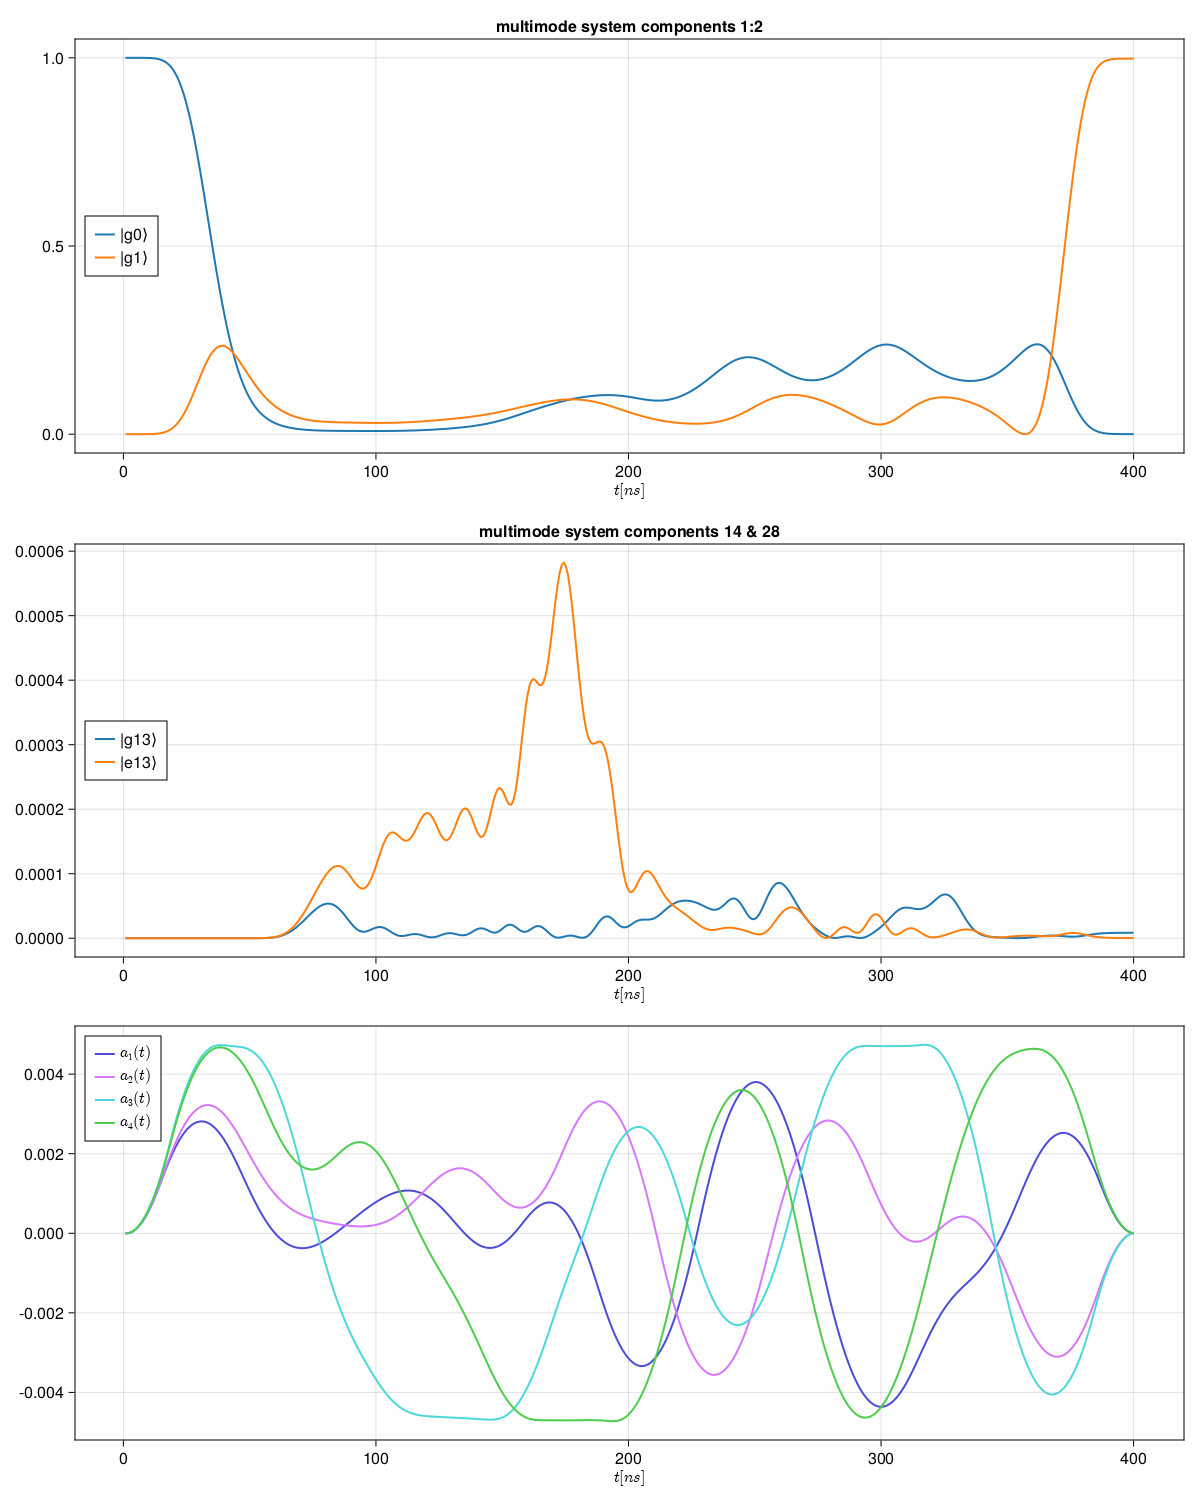 multimode system components 1:2
1.0
0.5
0.0
|g0⟩
|g1⟩
0 100 200 300 400
t[ns]
multimode system components 14 & 28
0.0006
0.0005
0.0004
0.0003
0.0002
0.0001
0.0000
|g13⟩
|e13⟩
0 100 200 300 400
t[ns]
0.004
0.002
0.000
-0.002
-0.004
a₁(t)
a₂(t)
a₃(t)
a₄(t)
0 100 200 300 400
t[ns]